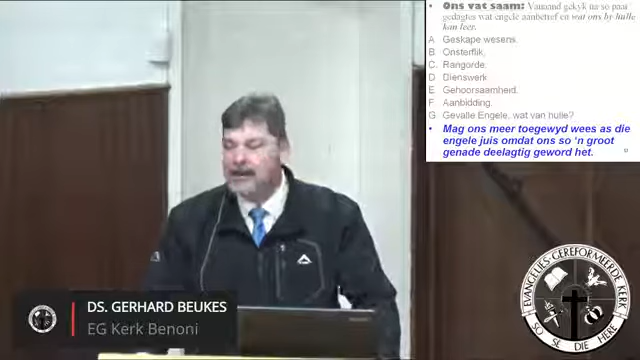 • Ons vat saam: Vanaand gekyk na so paar
gedagtes wat engele aanbetref en wat ons by hulle
kan leer.
A Geskape wesens.
B. Onsterflik.
C. Rangorde.
D Dienswerk
E Gehoorsaamheid.
F Aanbidding.
G Gevalle Engele, wat van hulle?
• Mag ons meer toegewyd wees as die
engele juis omdat ons so 'n groot
genade deelagtig geword het.
DS. GERHARD BEUKES
EG Kerk Benoni
EVANGELIES-GEREFORMEERDE KERK
SO SE DIE HERE